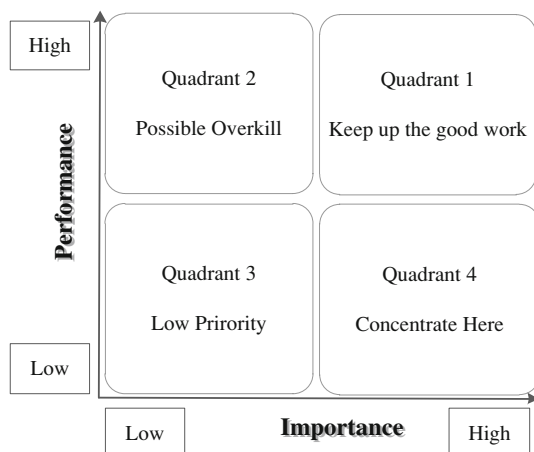 High
Quadrant 2
Possible Overkill
Quadrant 1
Keep up the good work
Performance
Quadrant 3
Low Prirority
Quadrant 4
Concentrate Here
Low
Low
Importance
High